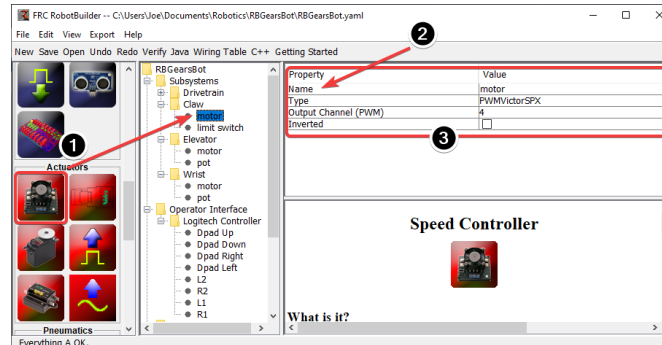 FRC RobotBuilder -- C:\Users\Joe\Documents\Robotics\RBGearsBot\RBGearsBot.yaml
File Edit View Export Help
New Save Open Undo Redo Verify Java Wiring Table C++ Getting Started
2
RBGearsBot
Subsystems
Drivetrain
Claw
motor
limit switch
Elevator
motor
pot
Wrist
motor
pot
Operator Interface
Logitech Controller
Dpad Up
Dpad Down
Dpad Right
Dpad Left
L2
R2
L1
R1
Property Value
Name motor
Type PWMVictorSPX
Output Channel (PWM) 4
Inverted
3
1
Actuators
Pneumatics
Speed Controller
What is it?
Everything A OK.